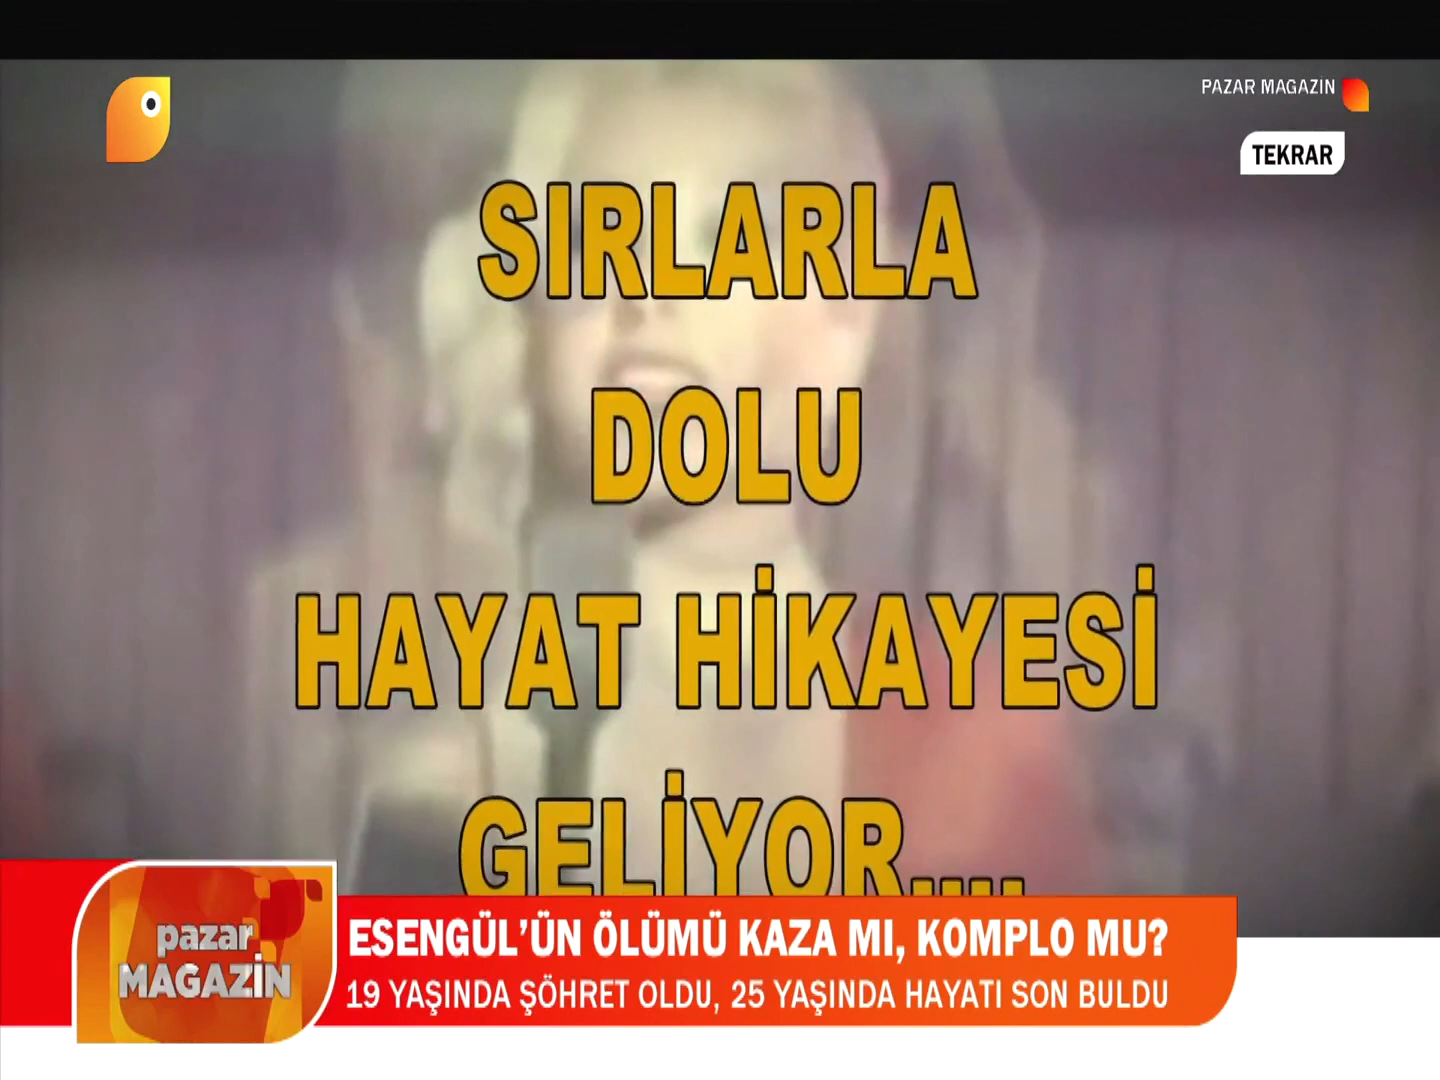 PAZAR MAGAZIN
TEKRAR
SIRLARLA
DOLU
HAYAT HİKAYESİ
GELİYOR....
pazar
MAGAZİN
ESENGÜL'ÜN ÖLÜMÜ KAZA MI, KOMPLO MU?
19 YAŞINDA ŞÖHRET OLDU, 25 YAŞINDA HAYATI SON BULDU